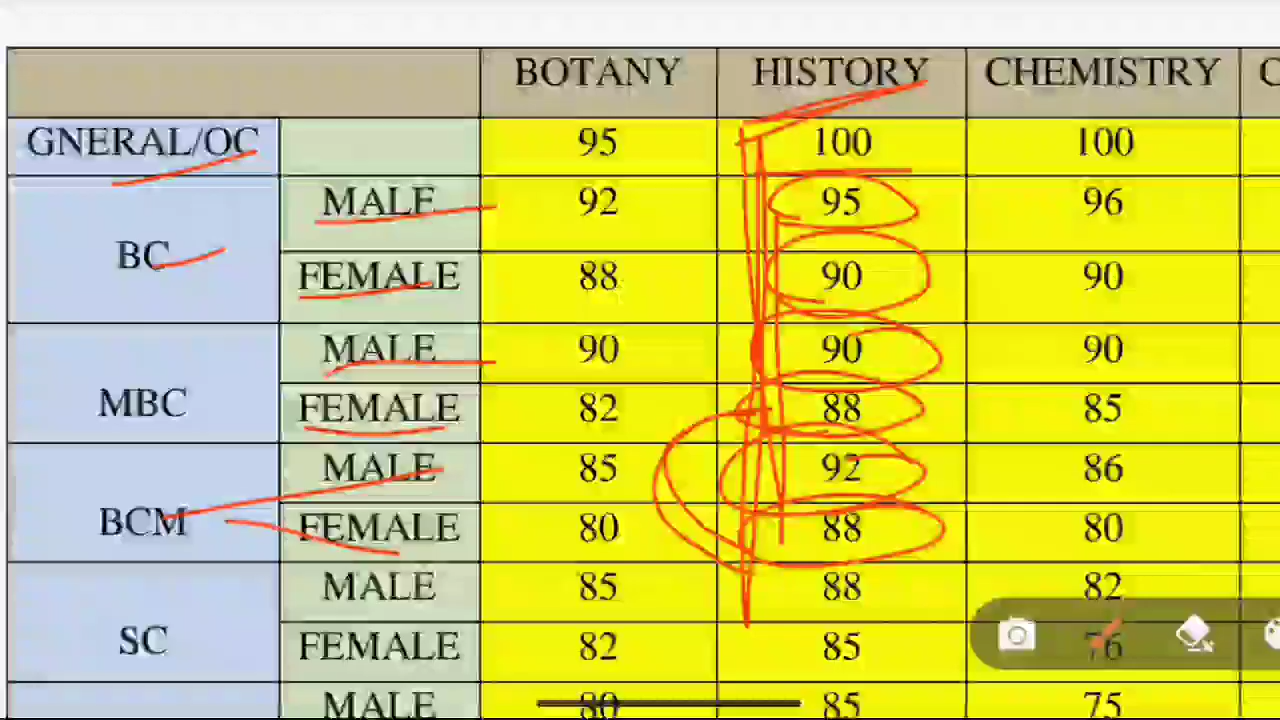 BOTANY HISTORY CHEMISTRY C
GNERAL/OC 95 100 100
BC
MALE 92 95 96
FEMALE 88 90 90
MBC
MALE 90 90 90
FEMALE 82 88 85
BCM
MALE 85 92 86
FEMALE 80 88 80
SC
MALE 85 88 82
FEMALE 82 85 76
MALE 80 85 75